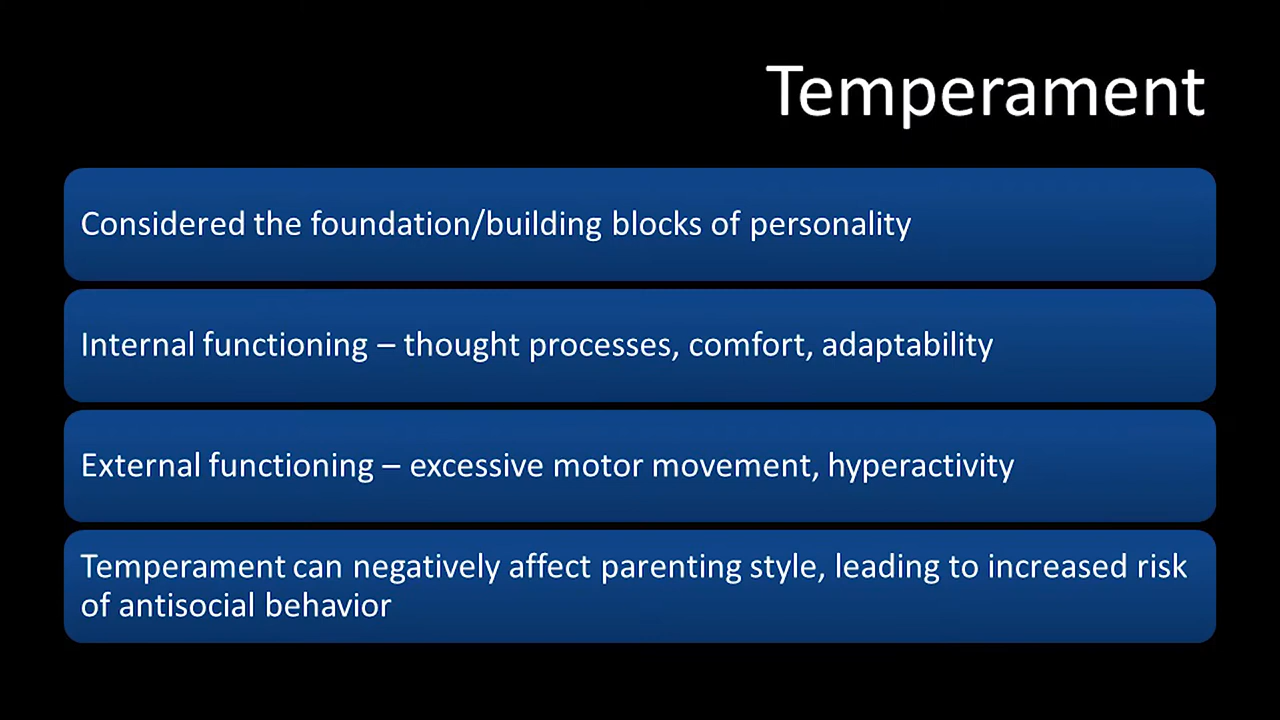 Temperament
Considered the foundation/building blocks of personality
Internal functioning – thought processes, comfort, adaptability
External functioning – excessive motor movement, hyperactivity
Temperament can negatively affect parenting style, leading to increased risk
of antisocial behavior